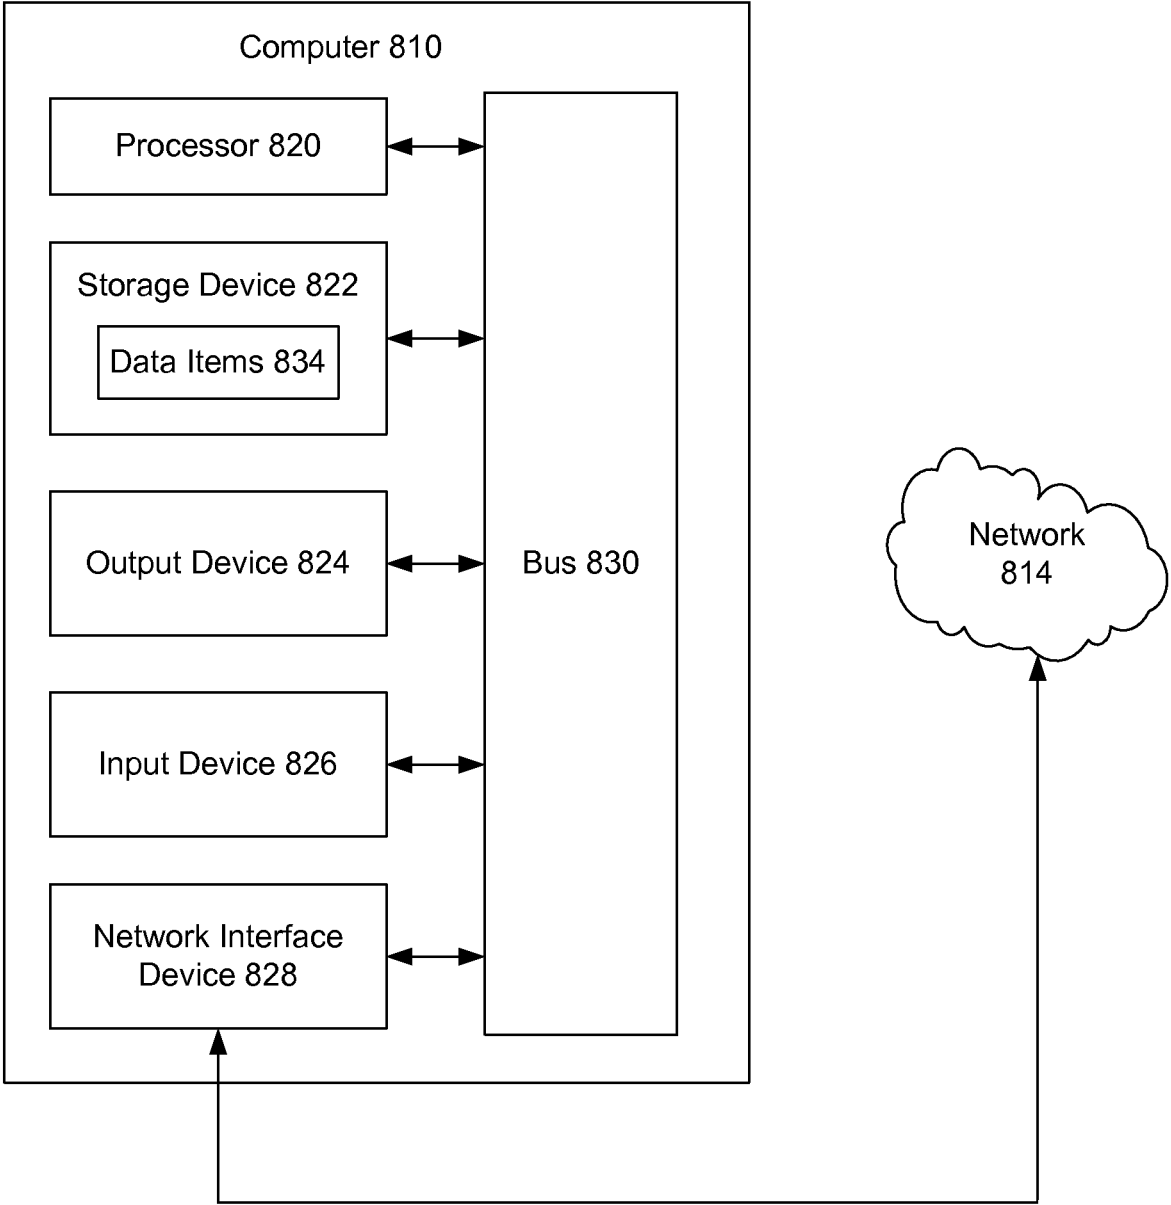 Computer 810
Processor 820
Storage Device 822
Data Items 834
Output Device 824
Input Device 826
Network Interface
Device 828
Bus 830
Network
814